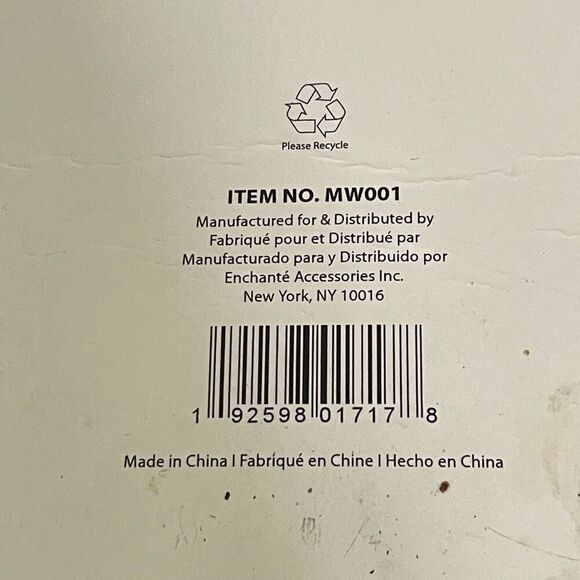 Please Recycle
ITEM NO. MW001
Manufactured for & Distributed by
Fabriqué pour et Distribué par
Manufacturado para y Distribuido por
Enchanté Accessories Inc.
New York, NY 10016
1 92598 01717 8
Made in China I Fabriqué en Chine I Hecho en China